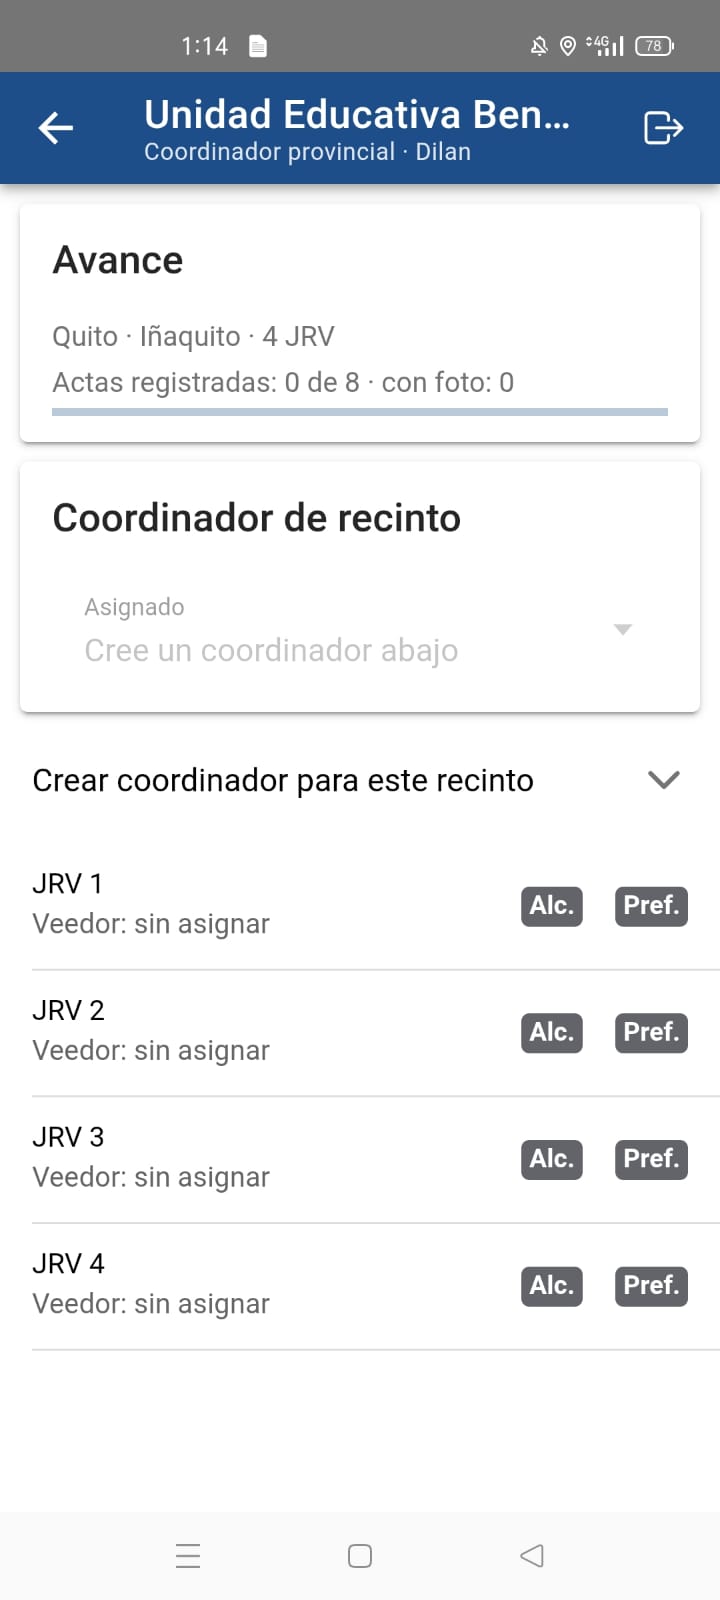 1:14
4G
78
Unidad Educativa Ben...
Coordinador provincial · Dilan
Avance
Quito · Iñaquito · 4 JRV
Actas registradas: 0 de 8 · con foto: 0
Coordinador de recinto
Asignado
Cree un coordinador abajo
Crear coordinador para este recinto
JRV 1
Veedor: sin asignar
Alc. Pref.
JRV 2
Veedor: sin asignar
Alc. Pref.
JRV 3
Veedor: sin asignar
Alc. Pref.
JRV 4
Veedor: sin asignar
Alc. Pref.